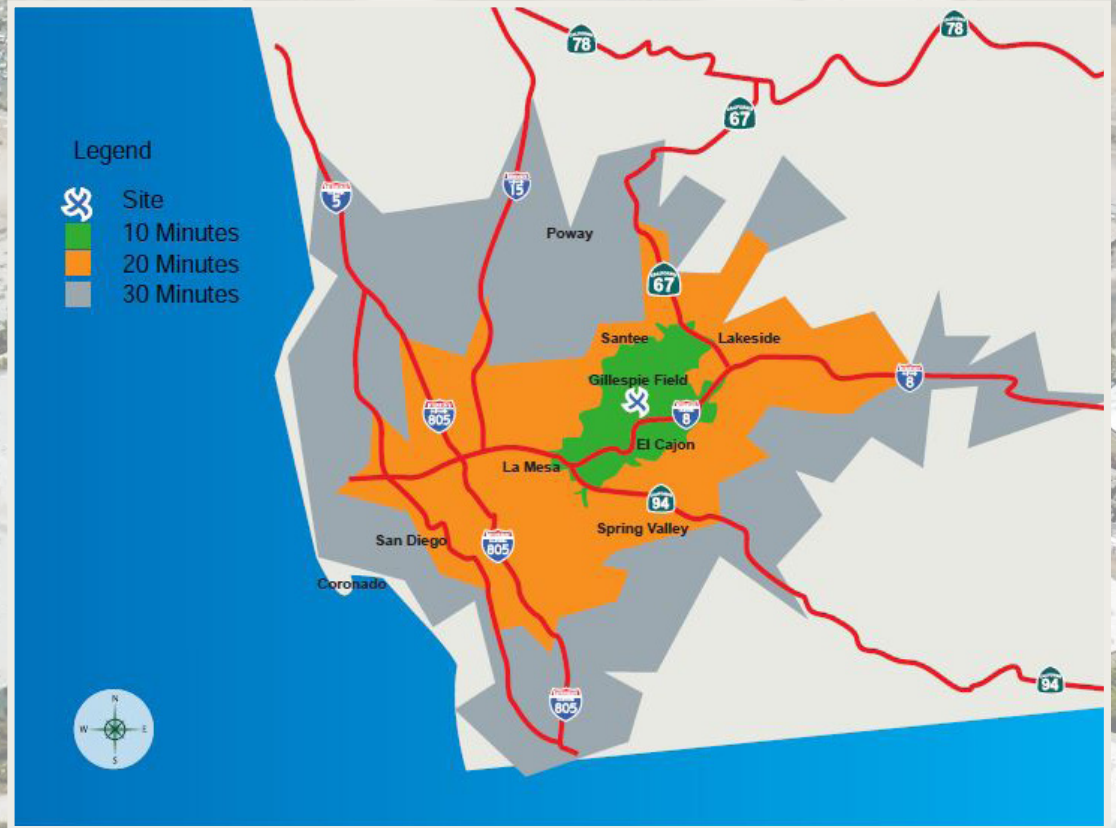 78
78
67
Legend
15
5
Site
10 Minutes
Poway
20 Minutes
67
30 Minutes
Santee
Lakeside
Gillespie Field
8
805
8
El Cajon
La Mesa
94
Spring Valley
San Diego
805
Coronado
94
805
N
W
E
S